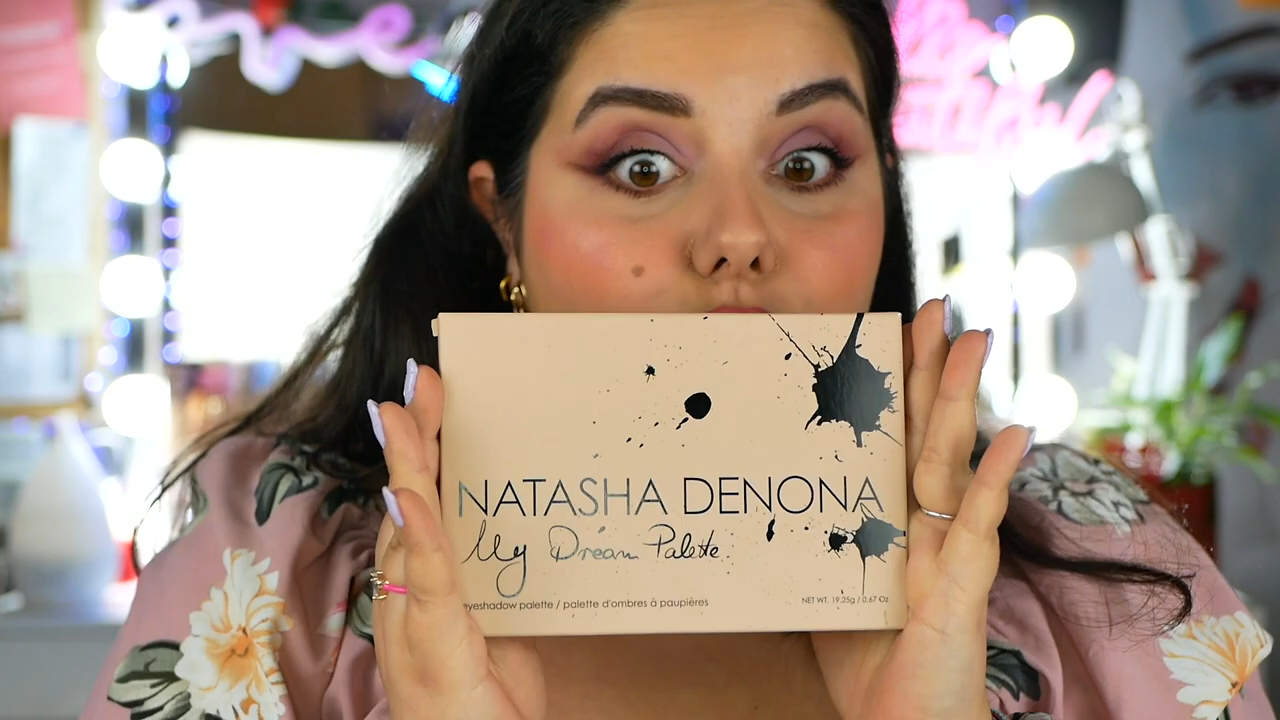 NATASHA DENONA
My Dream Palette.
eyeshadow palette / palette d'ombres à paupières
NET WT. 19.25g / 0.67 Oz